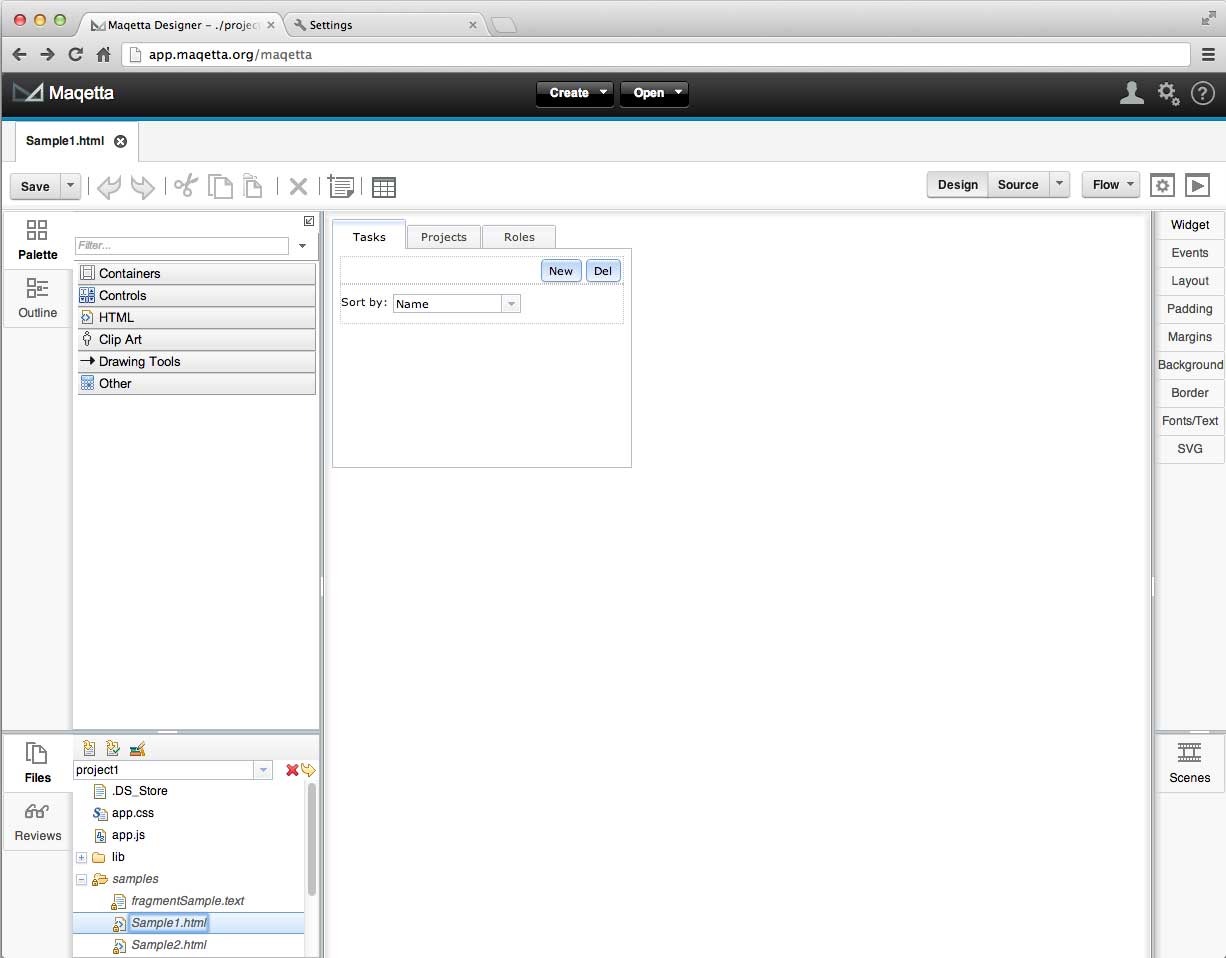 Maqetta Designer – ./projec
Settings
app.maqetta.org/maqetta
Maqetta
Create
Open
?
Sample1.html
Save
Design
Source
Flow
Palette
Outline
Filter...
Containers
Controls
HTML
Clip Art
Drawing Tools
Other
Tasks
Projects
Roles
New
Del
Sort by:
Name
Widget
Events
Layout
Padding
Margins
Background
Border
Fonts/Text
SVG
Files
Reviews
project1
.DS_Store
app.css
app.js
lib
samples
fragmentSample.text
Sample1.html
Sample2.html
Scenes